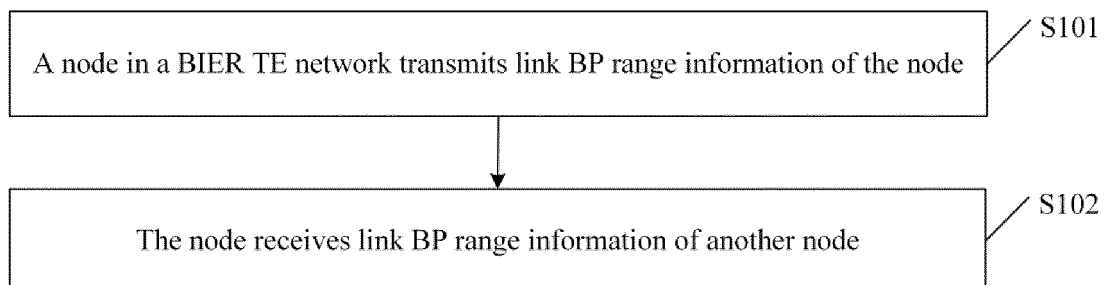 S101
A node in a BIER TE network transmits link BP range information of the node
S102
The node receives link BP range information of another node